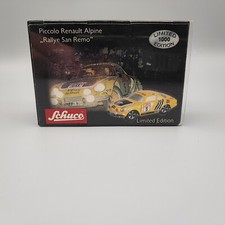 Piccolo Renault Alpine
„Rallye San Remo"
LIMITED
1000
EDITION
Schuco
Limited Edition